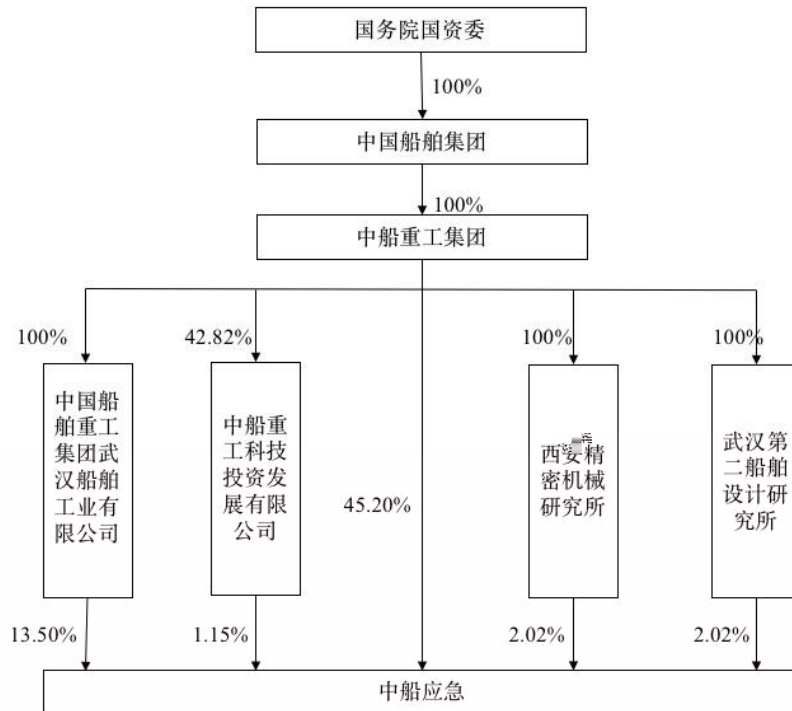 国务院国资委
100%
中国船舶集团
100%
中船重工集团
100%
42.82%
100%
100%
中国船
舶重工
集团武
汉船舶
工业有
限公司
中船重
工科技
投资发
展有限
公司
45.20%
西安精
密机械
研究所
武汉第
二船舶
设计研
究所
13.50%
1.15%
2.02%
2.02%
中船应急